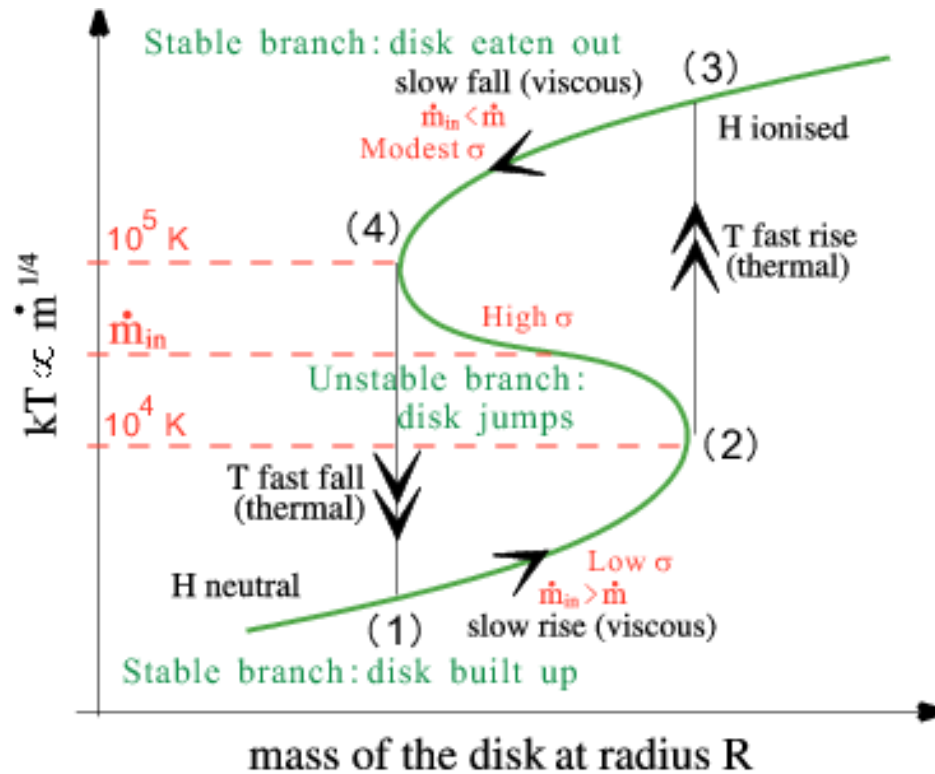 Stable branch: disk eaten out
slow fall (viscous)
ṁin < ṁ
Modest σ
(3)
H ionised
(4)
10⁵ K
T fast rise
(thermal)
High σ
ṁin
Unstable branch:
disk jumps
10⁴ K
(2)
T fast fall
(thermal)
H neutral
Low σ
ṁin > ṁ
(1)
slow rise (viscous)
Stable branch: disk built up
kT ∝ ṁ 1/4
mass of the disk at radius R